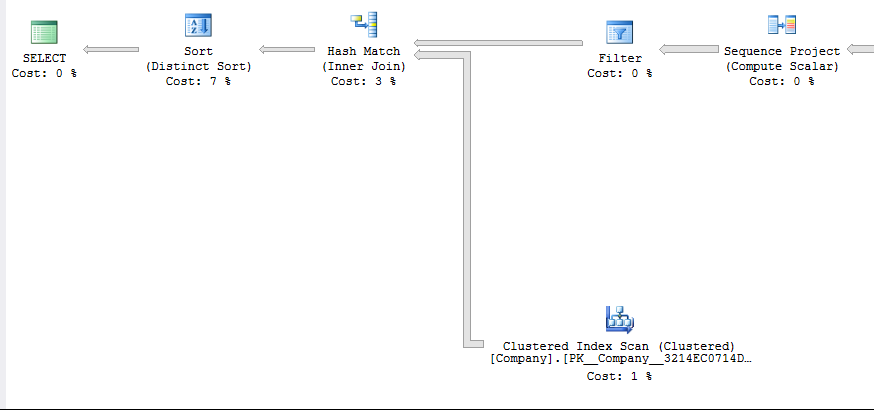 SELECT
Cost: 0 %
Sort
(Distinct Sort)
Cost: 7 %
Hash Match
(Inner Join)
Cost: 3 %
Filter
Cost: 0 %
Sequence Project
(Compute Scalar)
Cost: 0 %
Clustered Index Scan (Clustered)
[Company].[PK__Company__3214EC0714D…
Cost: 1 %